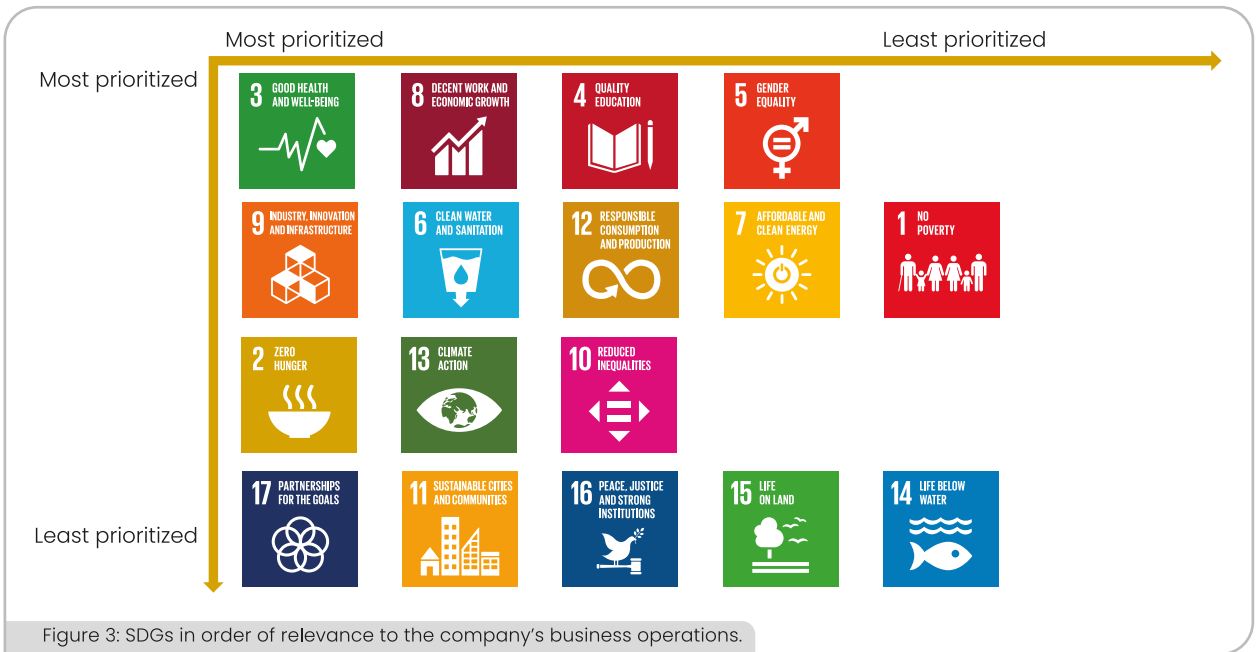 Most prioritized
Least prioritized
Most prioritized
3 GOOD HEALTH
AND WELL-BEING
8 DECENT WORK AND
ECONOMIC GROWTH
4 QUALITY
EDUCATION
5 GENDER
EQUALITY
9 INDUSTRY, INNOVATION
AND INFRASTRUCTURE
6 CLEAN WATER
AND SANITATION
12 RESPONSIBLE
CONSUMPTION
AND PRODUCTION
7 AFFORDABLE AND
CLEAN ENERGY
1 NO
POVERTY
2 ZERO
HUNGER
13 CLIMATE
ACTION
10 REDUCED
INEQUALITIES
17 PARTNERSHIPS
FOR THE GOALS
11 SUSTAINABLE CITIES
AND COMMUNITIES
16 PEACE, JUSTICE
AND STRONG
INSTITUTIONS
15 LIFE
ON LAND
14 LIFE BELOW
WATER
Least prioritized
Figure 3: SDGs in order of relevance to the company's business operations.